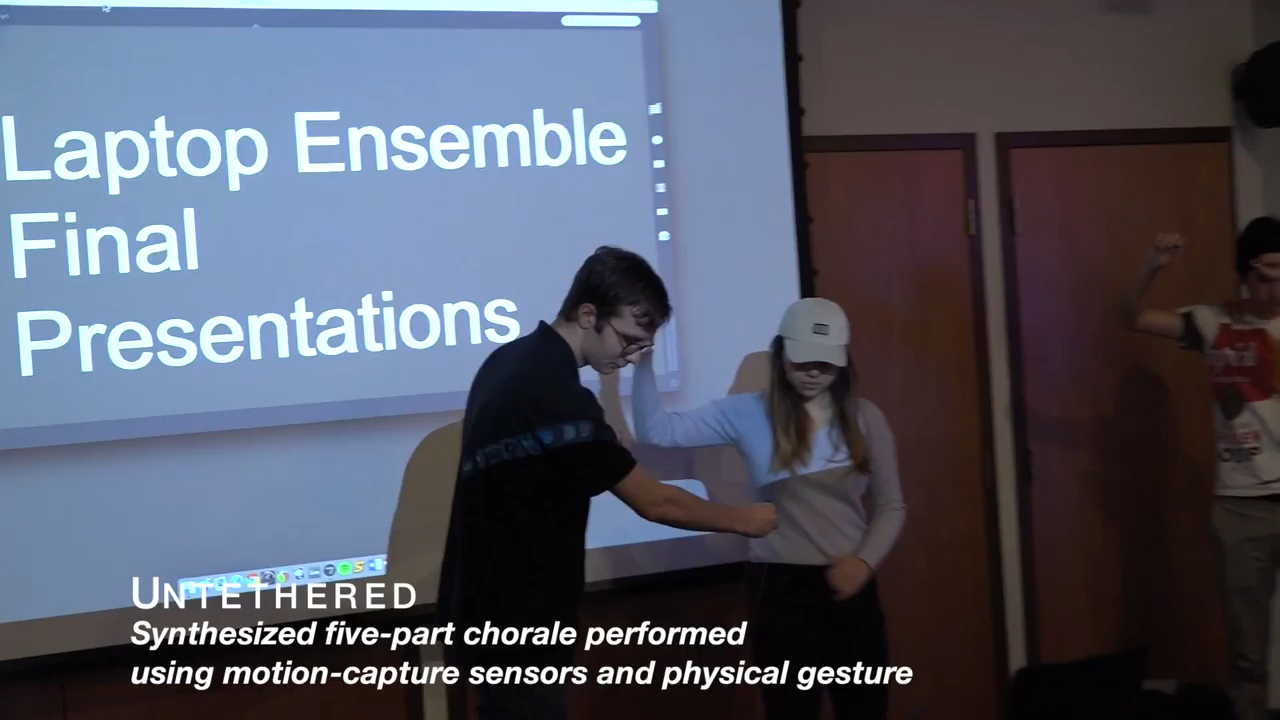 Laptop Ensemble
Final
Presentations
UNTETHERED
Synthesized five-part chorale performed
using motion-capture sensors and physical gesture